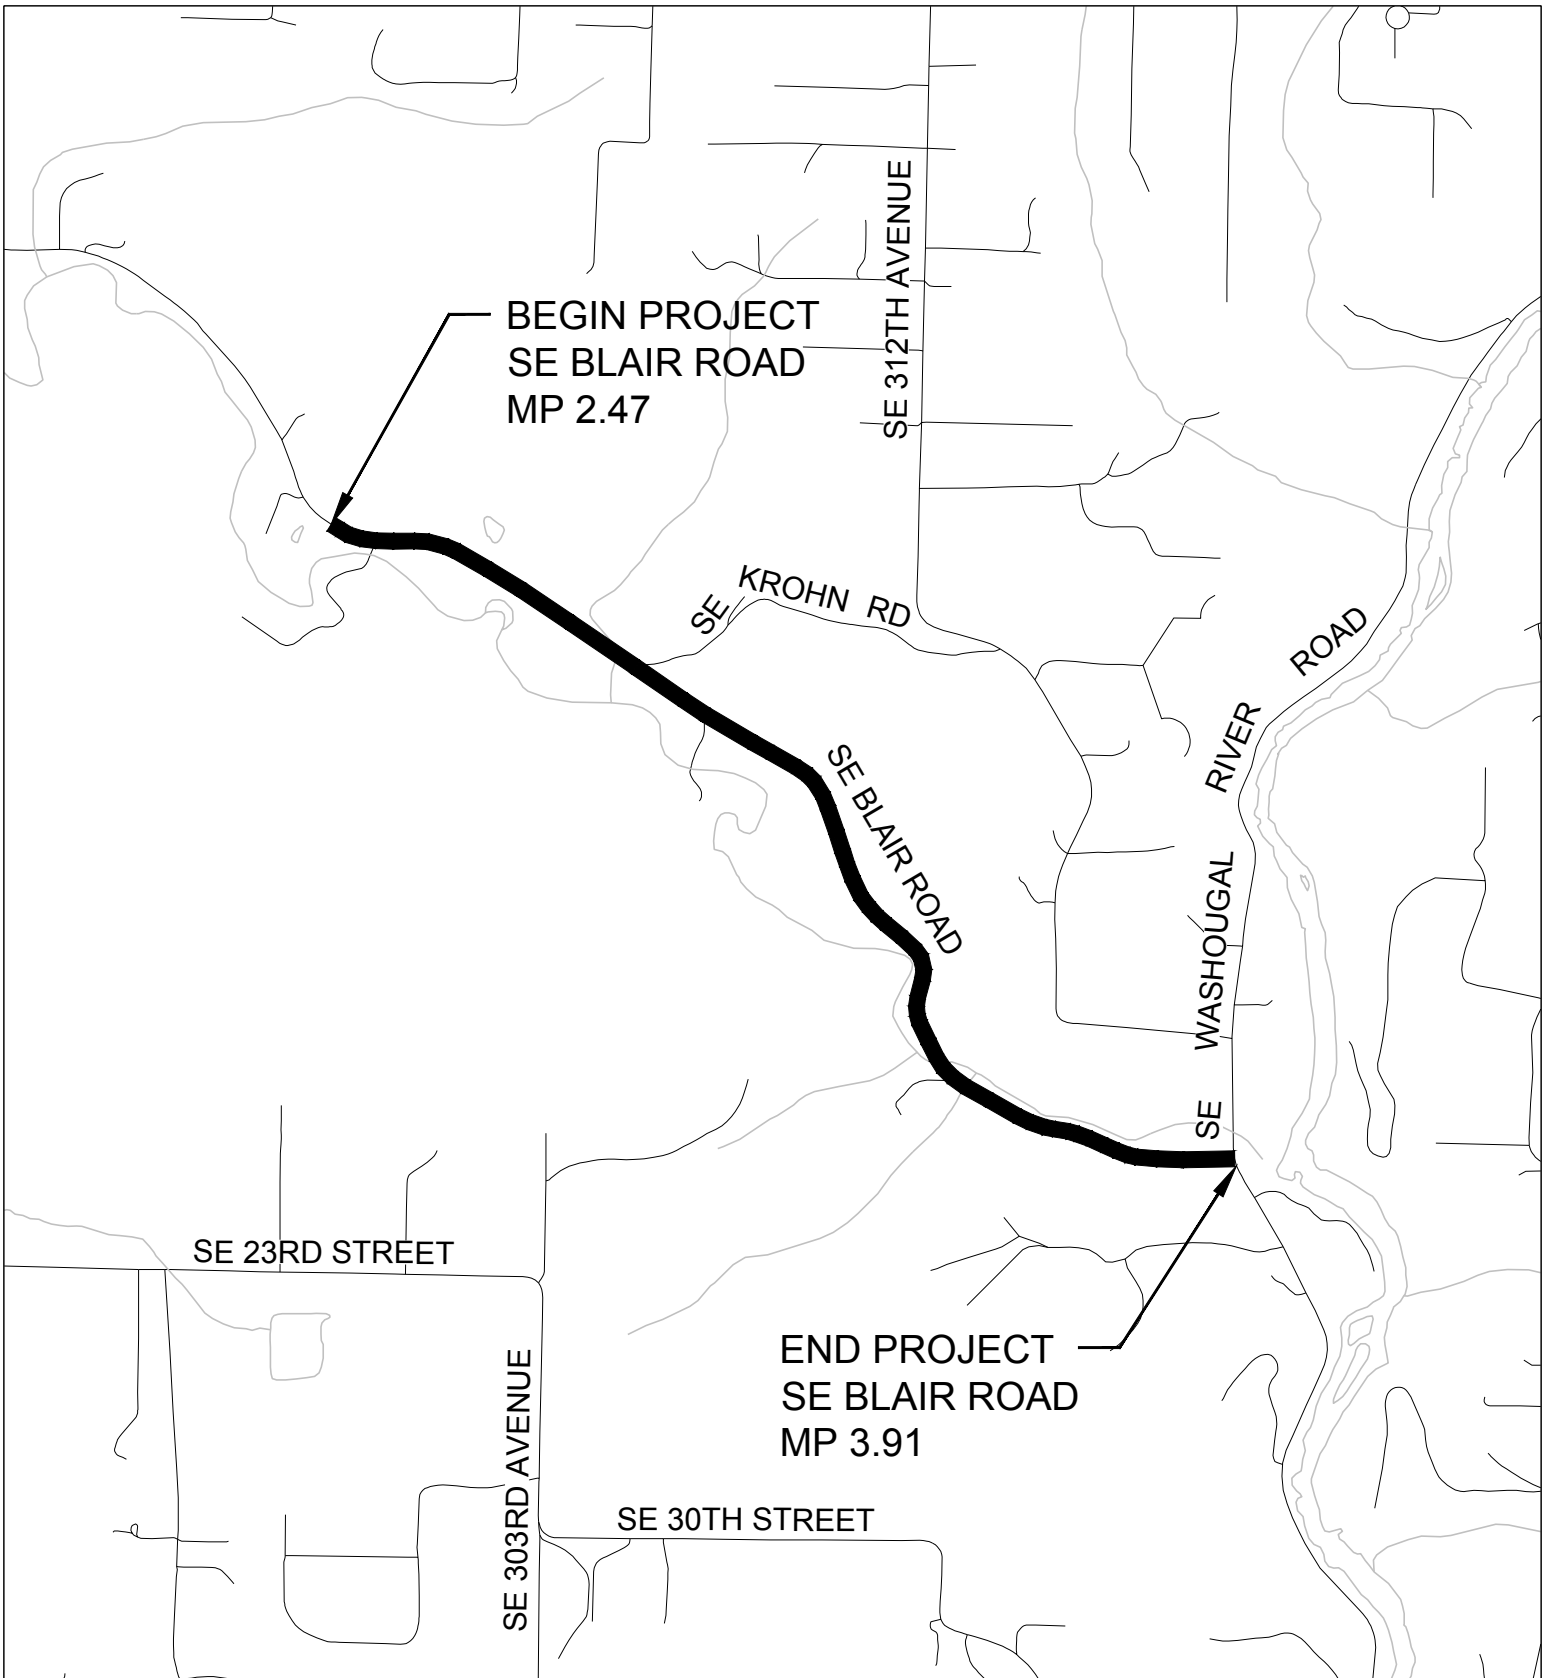 SE 312TH AVENUE
BEGIN PROJECT
SE BLAIR ROAD
MP 2.47
SE KROHN RD
SE WASHOUGAL RIVER ROAD
SE BLAIR ROAD
SE 23RD STREET
SE 303RD AVENUE
END PROJECT
SE BLAIR ROAD
MP 3.91
SE 30TH STREET